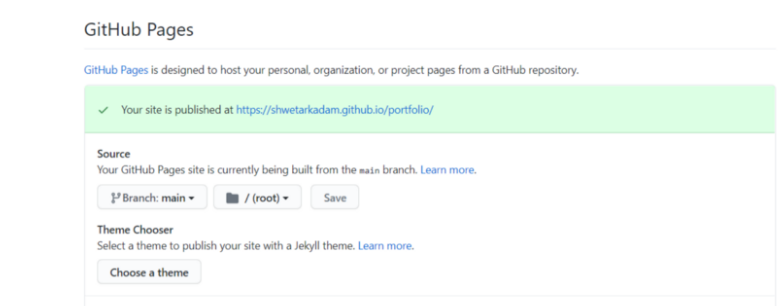 GitHub Pages
GitHub Pages is designed to host your personal, organization, or project pages from a GitHub repository.
Your site is published at https://shwetarkadam.github.io/portfolio/
Source
Your GitHub Pages site is currently being built from the main branch. Learn more.
Branch: main / (root) Save
Theme Chooser
Select a theme to publish your site with a Jekyll theme. Learn more.
Choose a theme